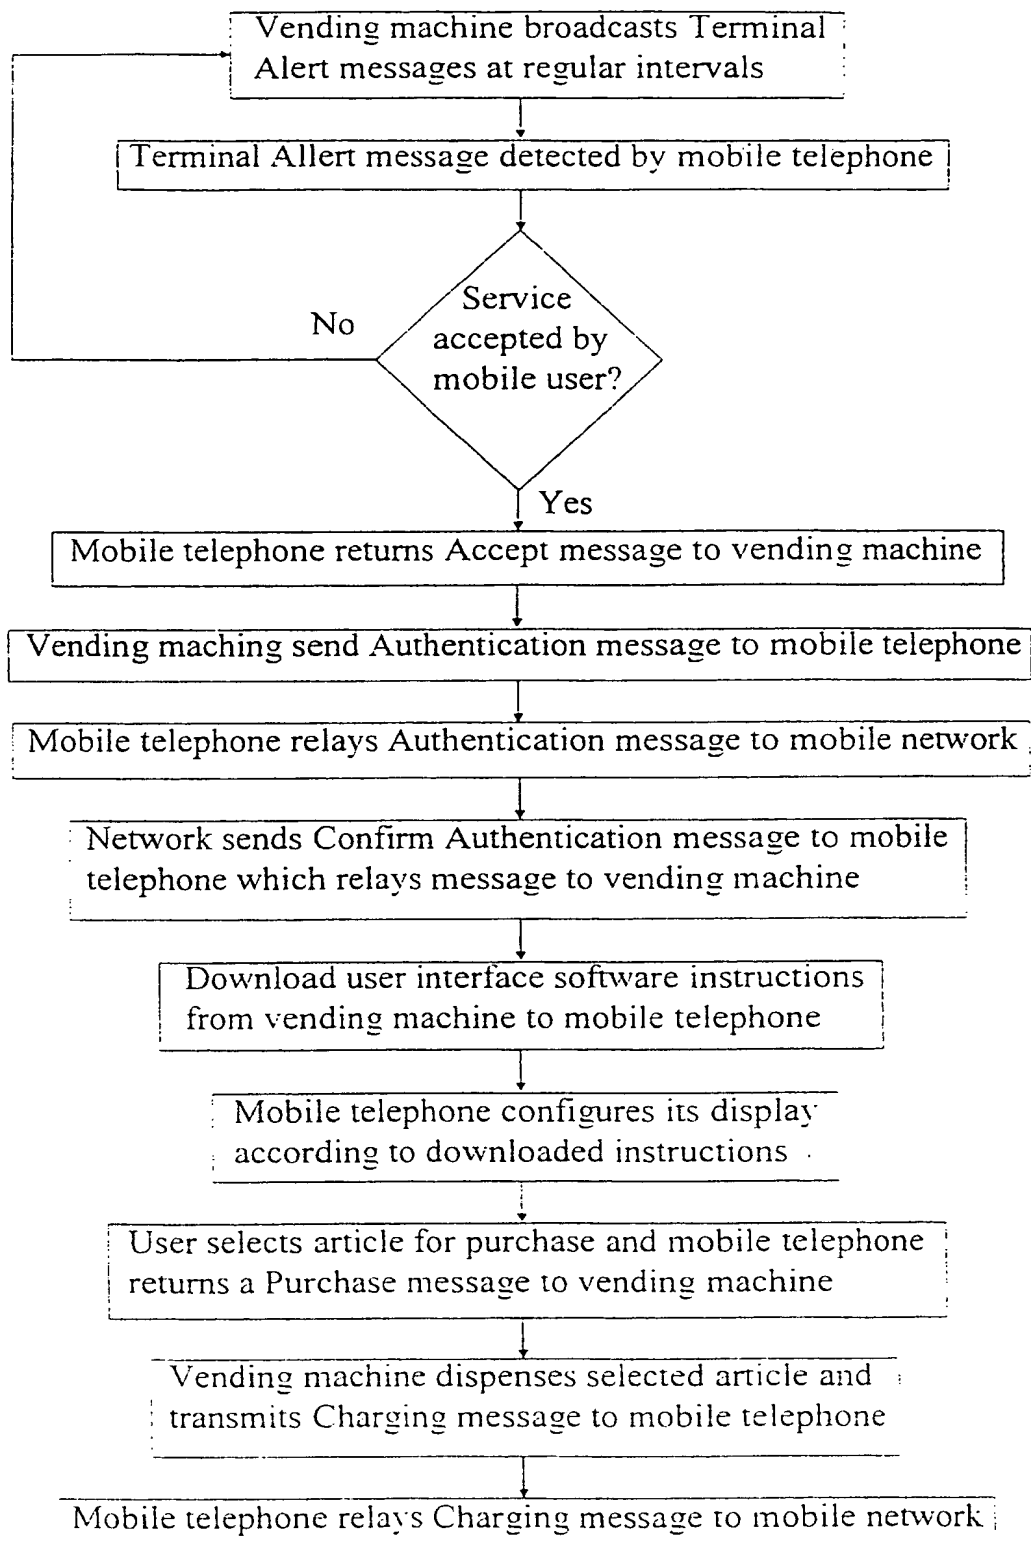 Vending machine broadcasts Terminal
Alert messages at regular intervals
Terminal Allert message detected by mobile telephone
Service
accepted by
mobile user?
No
Yes
Mobile telephone returns Accept message to vending machine
Vending maching send Authentication message to mobile telephone
Mobile telephone relays Authentication message to mobile network
Network sends Confirm Authentication message to mobile
telephone which relays message to vending machine
Download user interface software instructions
from vending machine to mobile telephone
Mobile telephone configures its display
according to downloaded instructions
User selects article for purchase and mobile telephone
returns a Purchase message to vending machine
Vending machine dispenses selected article and
transmits Charging message to mobile telephone
Mobile telephone relays Charging message to mobile network